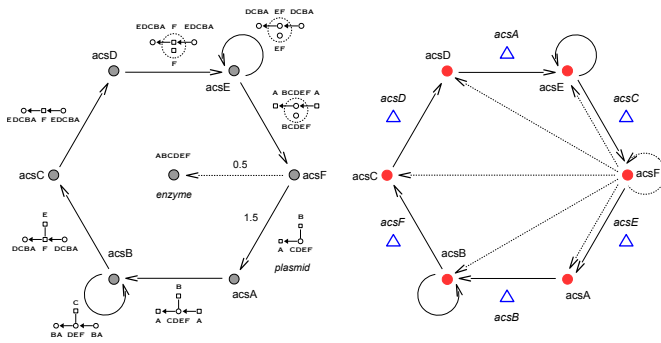 EDCBA F EDCBA
F
DCBA EF DCBA
EF
acsD
acsE
A BCDEF A
BCDEF
EDCBA F EDCBA
ABCDEF
0.5
acsC
enzyme
acsF
E
1.5
B
DCBA F DCBA
A CDEF
acsB
plasmid
acsA
C
B
A CDEF A
BA DEF BA
acsA
acsD
acsE
acsD
acsC
acsC
acsF
acsF
acsE
acsB
acsA
acsB